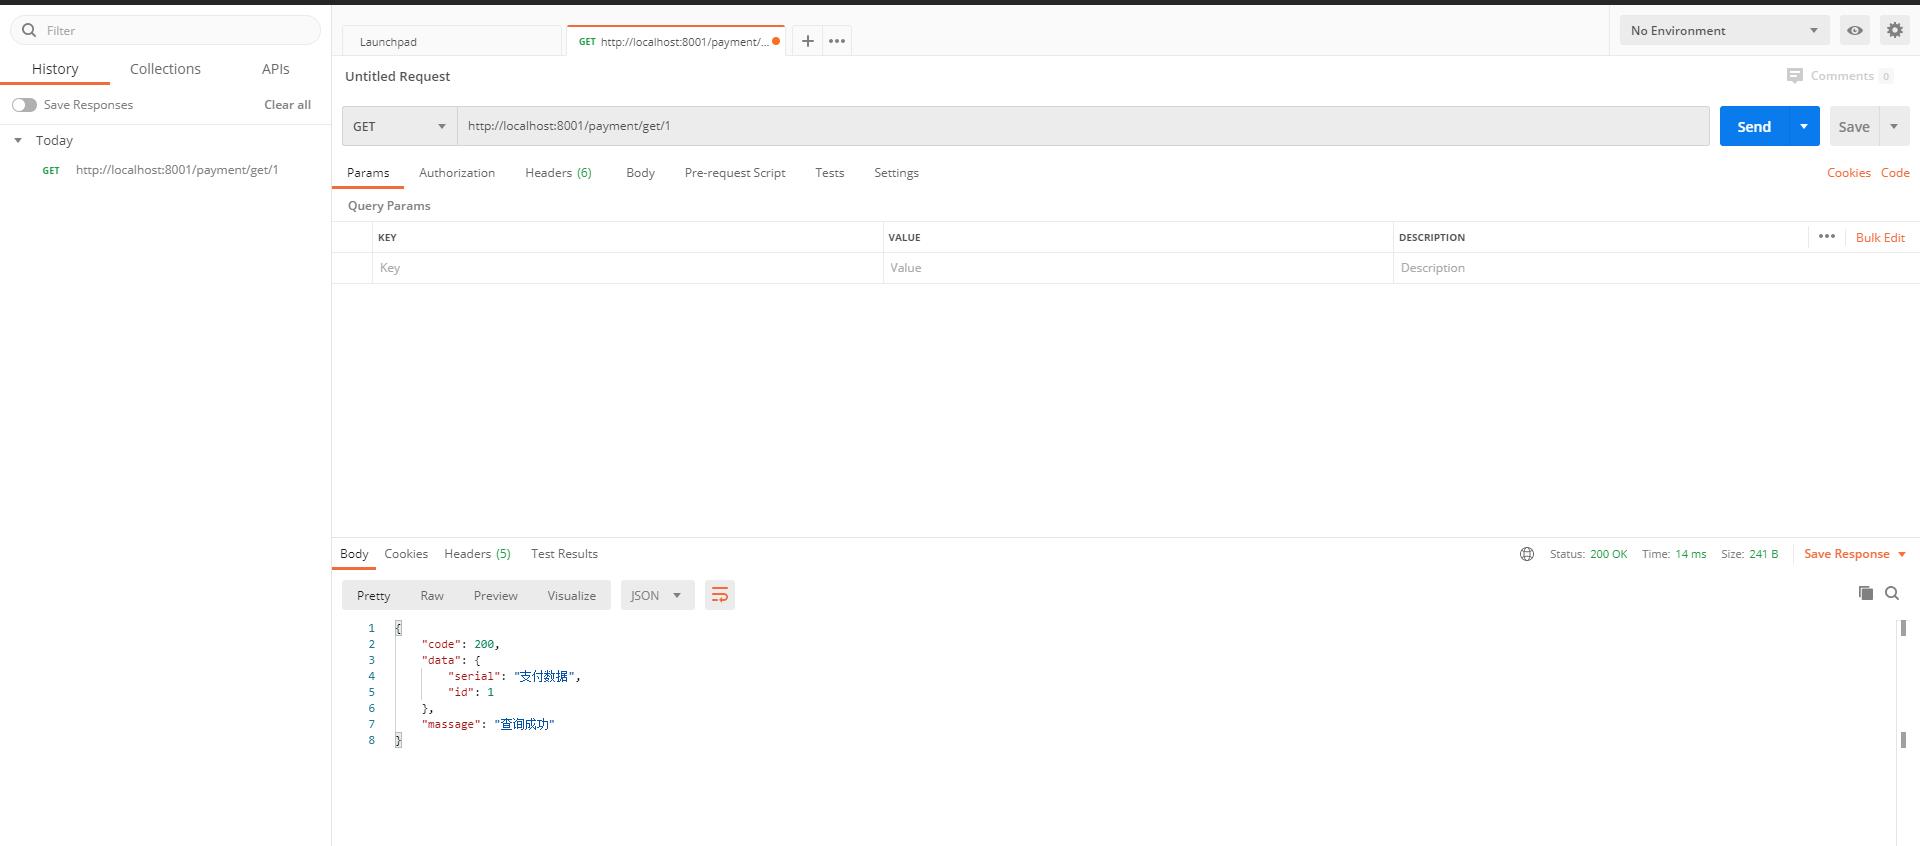 Filter
History Collections APIs
Save Responses Clear all
Today
GET http://localhost:8001/payment/get/1
Launchpad GET http://localhost:8001/payment/... + •••
No Environment
Untitled Request
Comments 0
GET http://localhost:8001/payment/get/1 Send Save
Params Authorization Headers (6) Body Pre-request Script Tests Settings Cookies Code
Query Params
KEY VALUE DESCRIPTION ••• Bulk Edit
Key Value Description
Body Cookies Headers (5) Test Results Status: 200 OK Time: 14 ms Size: 241 B Save Response
Pretty Raw Preview Visualize JSON
1 {
2 "code": 200,
3 "data": {
4 "serial": "支付数据",
5 "id": 1
6 },
7 "massage": "查询成功"
8 }